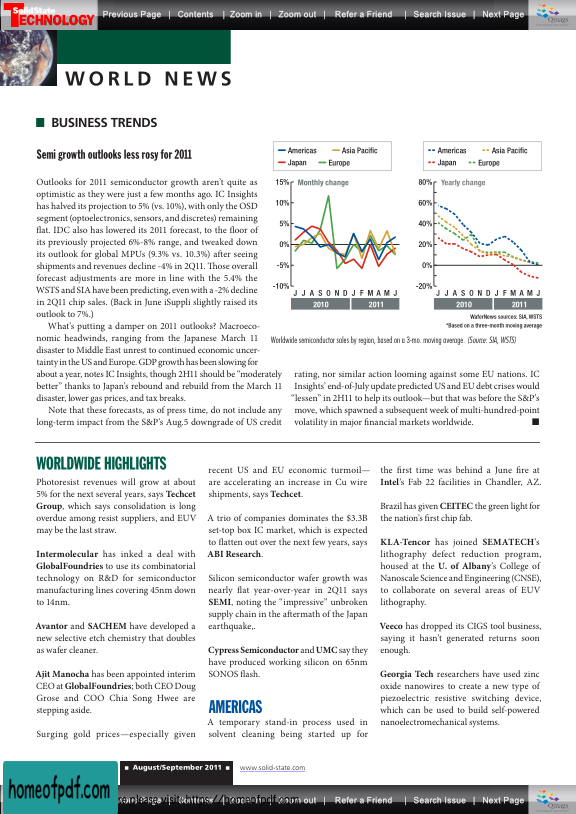 SolidState
TECHNOLOGY
Previous Page | Contents | Zoom in | Zoom out | Refer a Friend | Search Issue | Next Page
Qmags
WORLD NEWS
BUSINESS TRENDS
Semi growth outlooks less rosy for 2011
Outlooks for 2011 semiconductor growth aren't quite as
optimistic as they were just a few months ago. IC Insights
has halved its projection to 5% (vs. 10%), with only the OSD
segment (optoelectronics, sensors, and discretes) remaining
flat. IDC also has lowered its 2011 forecast, to the floor of
its previously projected 6%-8% range, and tweaked down
its outlook for global MPUs (9.3% vs. 10.3%) after seeing
shipments and revenues decline -4% in 2Q11. Those overall
forecast adjustments are more in line with the 5.4% the
WSTS and SIA have been predicting, even with a -2% decline
in 2Q11 chip sales. (Back in June iSuppli slightly raised its
outlook to 7%.)
What's putting a damper on 2011 outlooks? Macroeco-
nomic headwinds, ranging from the Japanese March 11
disaster to Middle East unrest to continued economic uncer-
tainty in the US and Europe. GDP growth has been slowing for
about a year, notes IC Insights, though 2H11 should be "moderately
better" thanks to Japan's rebound and rebuild from the March 11
disaster, lower gas prices, and tax breaks.
Note that these forecasts, as of press time, do not include any
long-term impact from the S&P's Aug.5 downgrade of US credit
Americas Asia Pacific
Japan Europe
15%
10%
5%
0%
-5%
-10%
Monthly change
J J A S O N D J F M A M J
2010 2011
Americas Asia Pacific
Japan Europe
80%
60%
40%
20%
0%
-20%
Yearly change
J J A S O N D J F M A M J
2010 2011
WaferNews sources: SIA, WSTS
*Based on a three-month moving average
Worldwide semiconductor sales by region, based on a 3-mo. moving average. (Source: SIA, WSTS)
rating, nor similar action looming against some EU nations. IC
Insights' end-of-July update predicted US and EU debt crises would
"lessen" in 2H11 to help its outlook—but that was before the S&P's
move, which spawned a subsequent week of multi-hundred-point
volatility in major financial markets worldwide.
WORLDWIDE HIGHLIGHTS
Photoresist revenues will grow at about
5% for the next several years, says Techcet
Group, which says consolidation is long
overdue among resist suppliers, and EUV
may be the last straw.
Intermolecular has inked a deal with
GlobalFoundries to use its combinatorial
technology on R&D for semiconductor
manufacturing lines covering 45nm down
to 14nm.
Avantor and SACHEM have developed a
new selective etch chemistry that doubles
as wafer cleaner.
Ajit Manocha has been appointed interim
CEO at GlobalFoundries; both CEO Doug
Grose and COO Chia Song Hwee are
stepping aside.
Surging gold prices—especially given
recent US and EU economic turmoil—
are accelerating an increase in Cu wire
shipments, says Techcet.
A trio of companies dominates the $3.3B
set-top box IC market, which is expected
to flatten out over the next few years, says
ABI Research.
Silicon semiconductor wafer growth was
nearly flat year-over-year in 2Q11 says
SEMI, noting the "impressive" unbroken
supply chain in the aftermath of the Japan
earthquake,.
Cypress Semiconductor and UMC say they
have produced working silicon on 65nm
SONOS flash.
AMERICAS
A temporary stand-in process used in
solvent cleaning being started up for
the first time was behind a June fire at
Intel's Fab 22 facilities in Chandler, AZ.
Brazil has given CEITEC the green light for
the nation's first chip fab.
KLA-Tencor has joined SEMATECH's
lithography defect reduction program,
housed at the U. of Albany's College of
Nanoscale Science and Engineering (CNSE),
to collaborate on several areas of EUV
lithography.
Veeco has dropped its CIGS tool business,
saying it hasn't generated returns soon
enough.
Georgia Tech researchers have used zinc
oxide nanowires to create a new type of
piezoelectric resistive switching device,
which can be used to build self-powered
nanoelectromechanical systems.
August/September 2011 www.solid-state.com
homeofpdf.com
please visit: https://homeofpdf.com
out | Refer a Friend | Search Issue | Next Page
Qmags